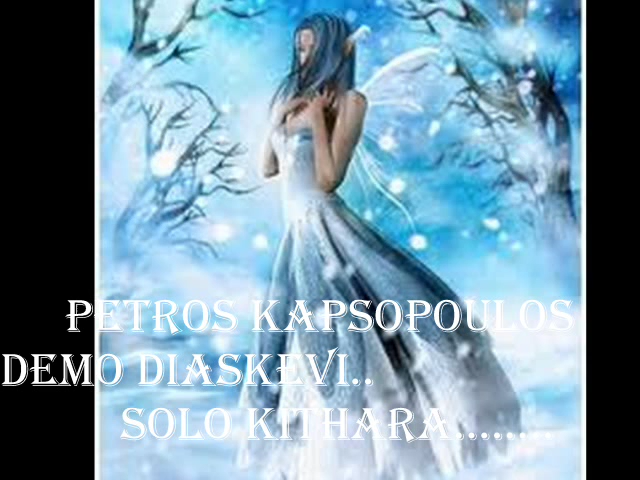 PETROS KAPSOPOULOS
DEMO DIASKEVI..
SOLO KITHARA........